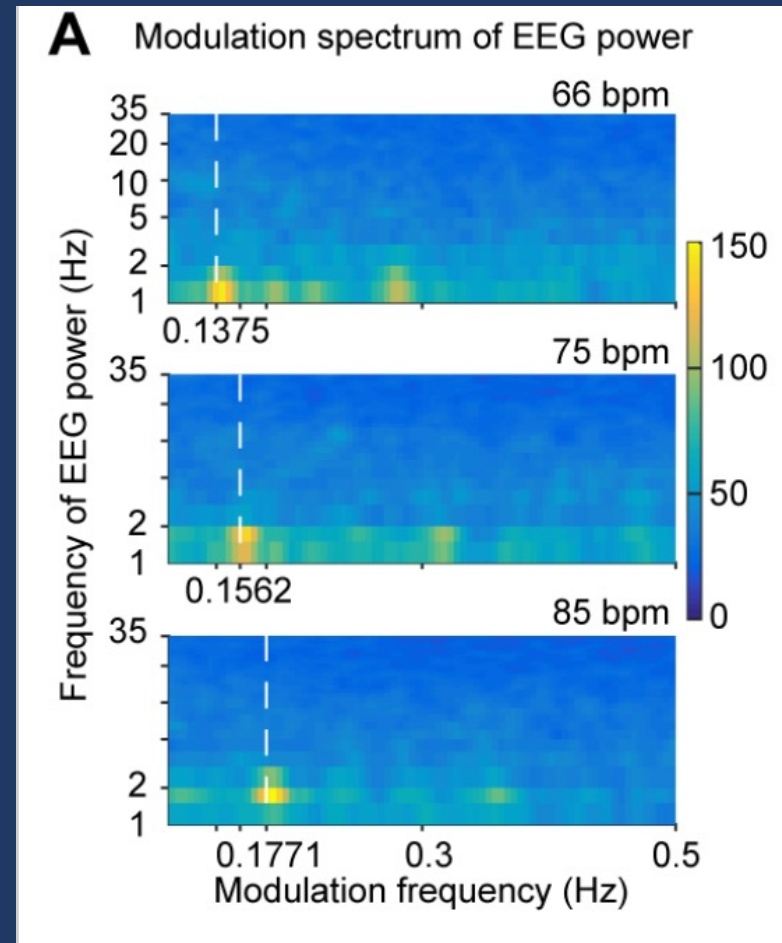 A Modulation spectrum of EEG power
66 bpm
35
20
10
5
2
1
0.1375
Frequency of EEG power (Hz)
75 bpm
35
2
1
0.1562
150
100
50
0
85 bpm
35
2
1
0.1771 0.3 0.5
Modulation frequency (Hz)